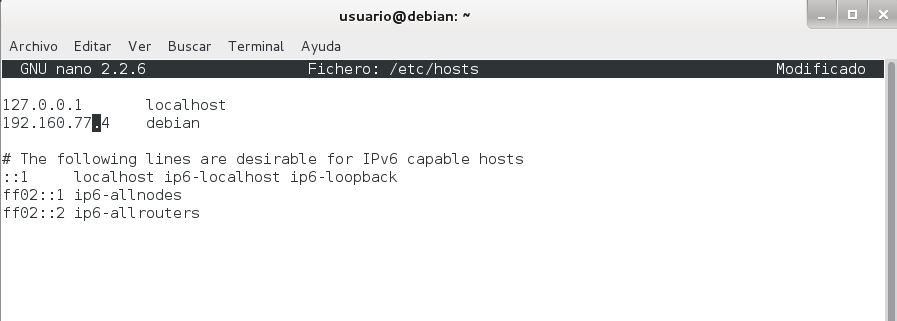 usuario@debian: ~
Archivo Editar Ver Buscar Terminal Ayuda
GNU nano 2.2.6 Fichero: /etc/hosts Modificado
127.0.0.1 localhost
192.160.77.4 debian
# The following lines are desirable for IPv6 capable hosts
::1 localhost ip6-localhost ip6-loopback
ff02::1 ip6-allnodes
ff02::2 ip6-allrouters